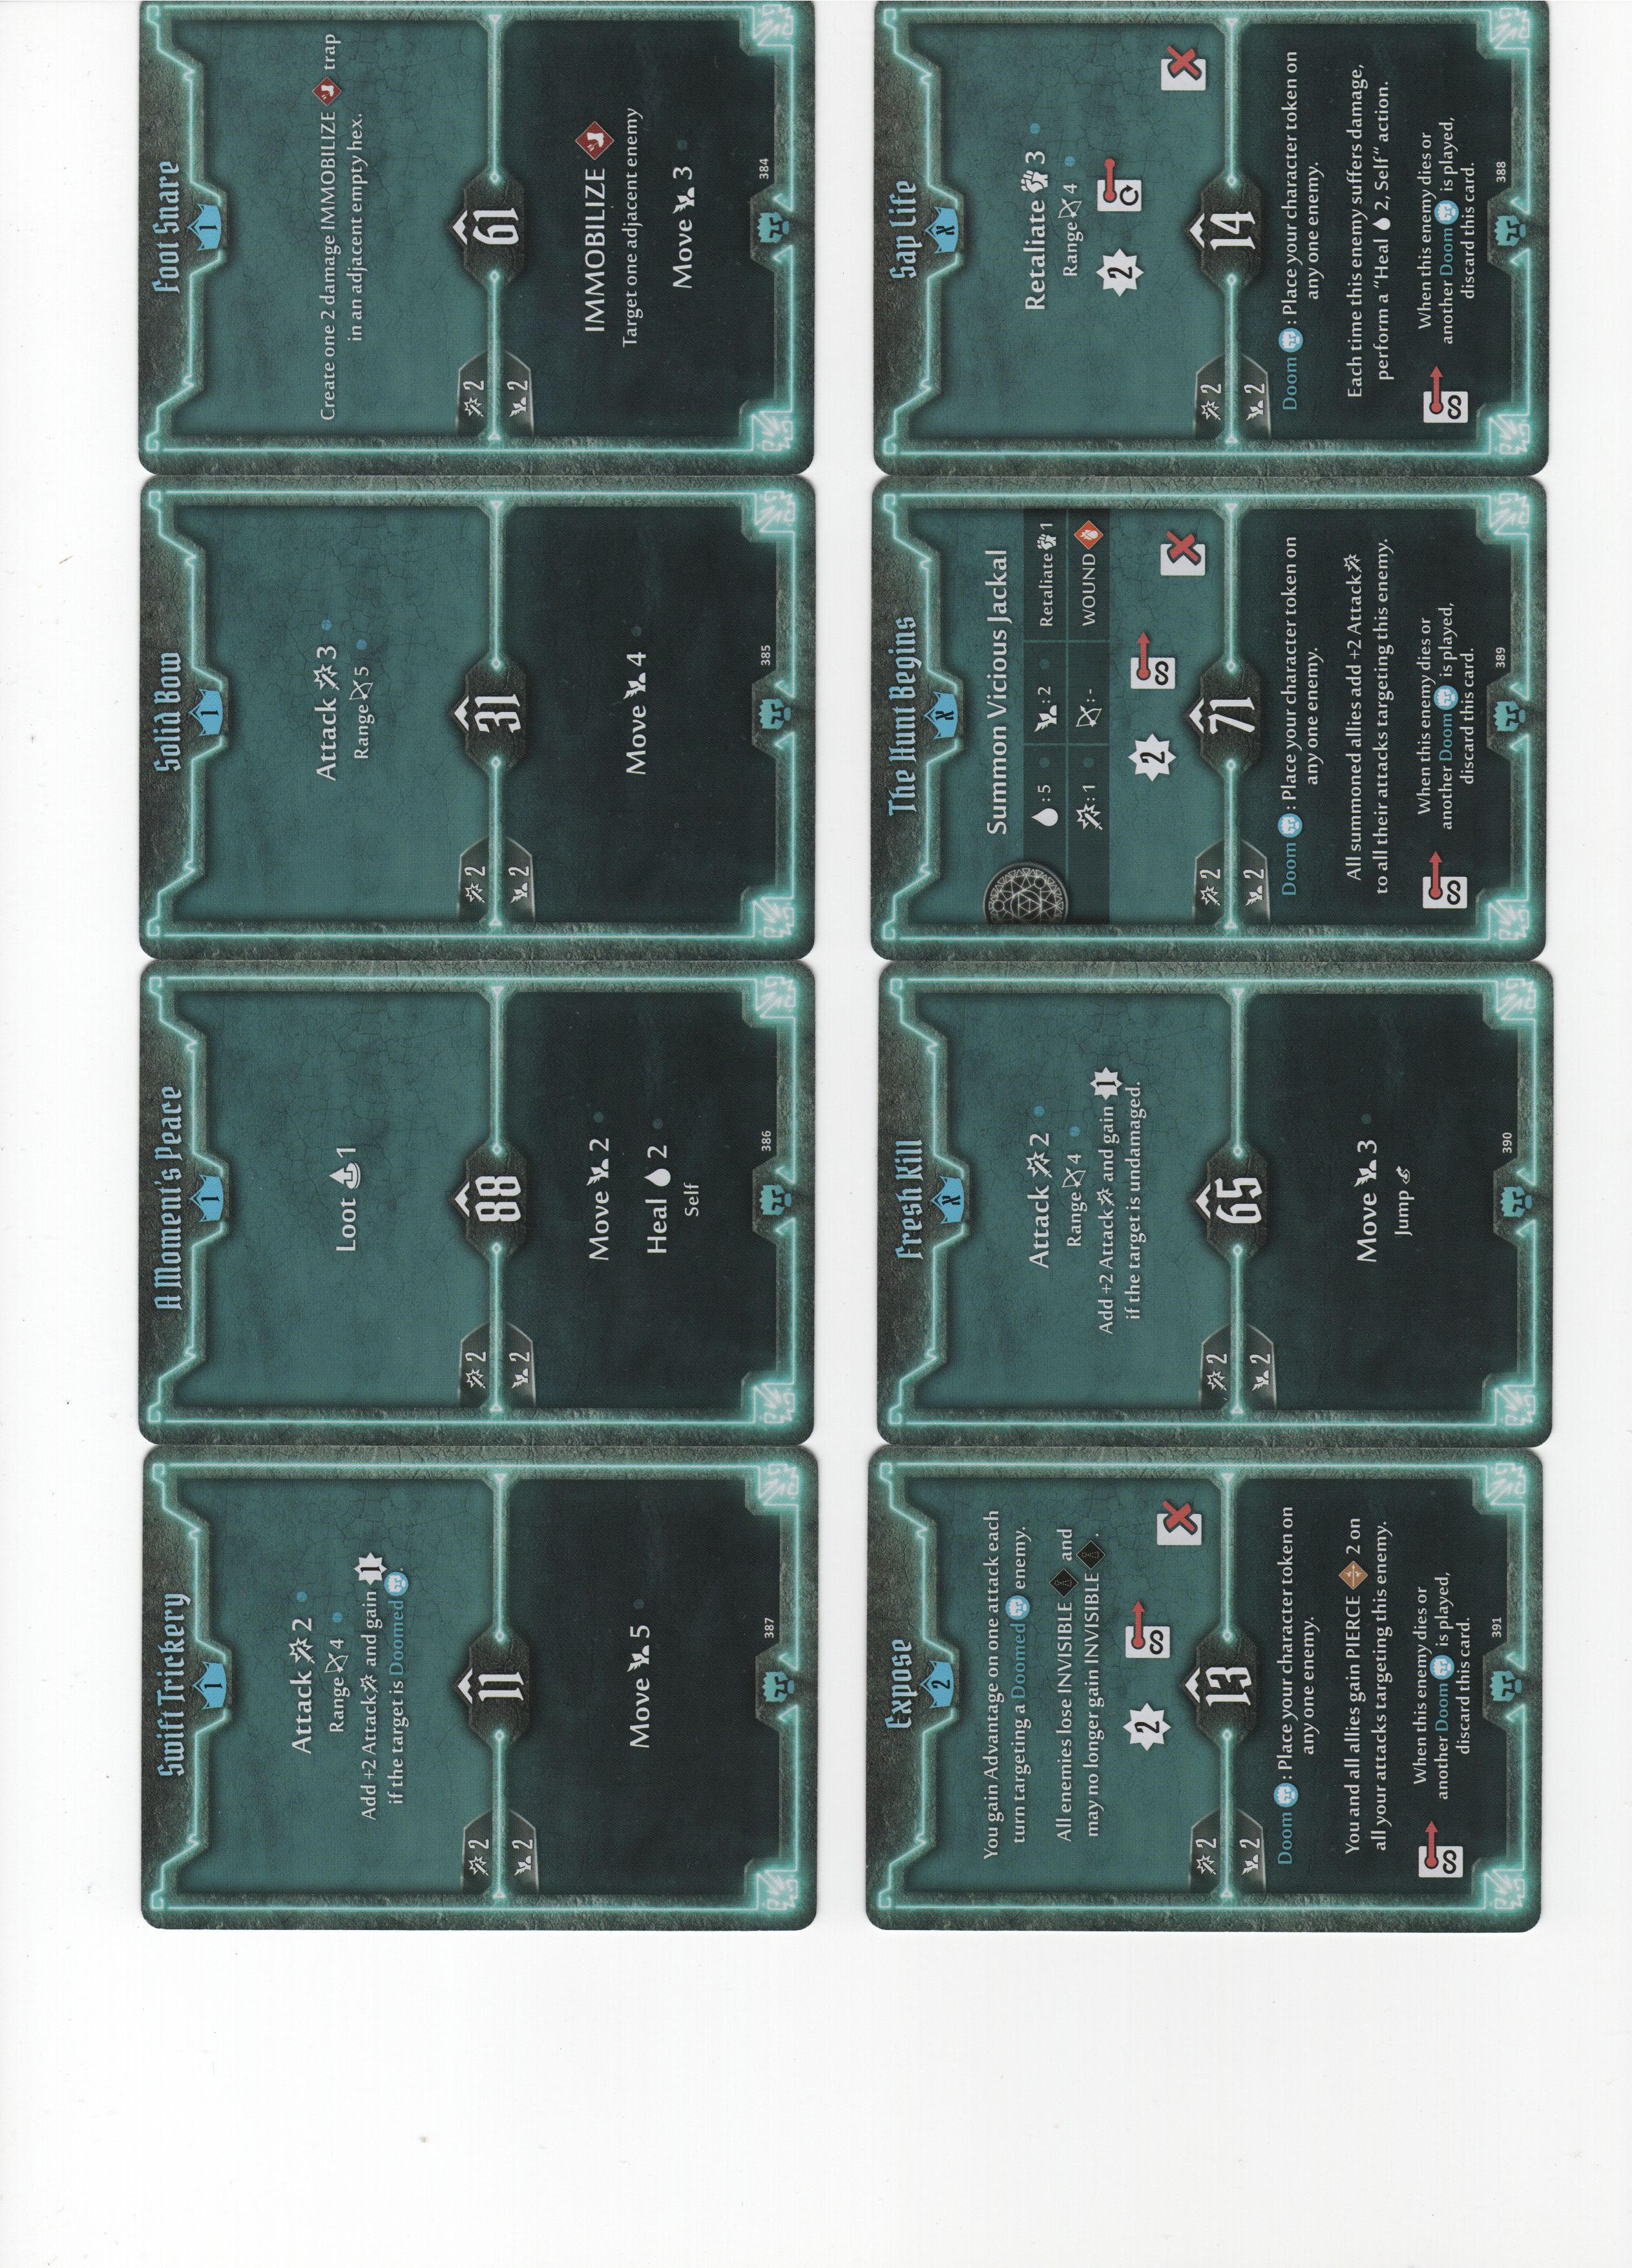 Swift Trickery
1
Attack 2
Range 4
Add +2 Attack and gain 1
if the target is Doomed
2
11
2
Move 5
387
A Moment's Peace
1
Loot 1
2
88
2
Move 2
Heal 2
Self
386
Solid Bow
1
Attack 3
Range 5
2
31
2
Move 4
385
Foot Snare
1
Create one 2 damage IMMOBILIZE trap
in an adjacent empty hex.
2
61
2
IMMOBILIZE
Target one adjacent enemy
Move 3
384
Expose
2
You gain Advantage on one attack each
turn targeting a Doomed enemy.
All enemies lose INVISIBLE and
may no longer gain INVISIBLE .
2
2
13
2
Doom : Place your character token on
any one enemy.
You and all allies gain PIERCE 2 on
all your attacks targeting this enemy.
When this enemy dies or
another Doom is played,
discard this card.
391
Fresh Kill
X
Attack 2
Range 4
Add +2 Attack and gain 1
if the target is undamaged.
2
65
2
Move 3
Jump
390
The Hunt Begins
X
Summon Vicious Jackal
: 5 : 2 Retaliate 1
: 1 : - WOUND
2
2
71
2
Doom : Place your character token on
any one enemy.
All summoned allies add +2 Attack
to all their attacks targeting this enemy.
When this enemy dies or
another Doom is played,
discard this card.
389
Sap Life
X
Retaliate 3
Range 4
2
2
14
2
Doom : Place your character token on
any one enemy.
Each time this enemy suffers damage,
perform a "Heal 2, Self" action.
When this enemy dies or
another Doom is played,
discard this card.
388